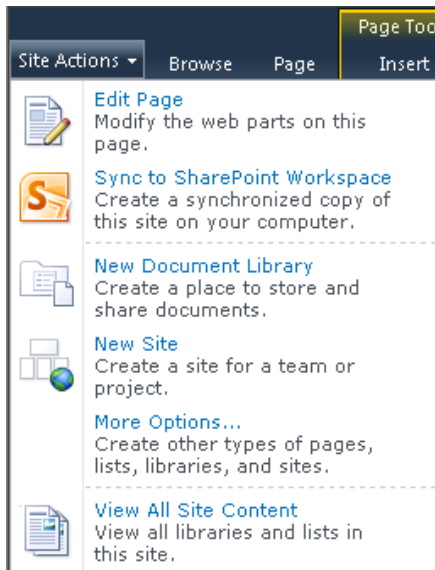 Page Too
Site Actions Browse Page Insert
Edit Page
Modify the web parts on this
page.
Sync to SharePoint Workspace
Create a synchronized copy of
this site on your computer.
New Document Library
Create a place to store and
share documents.
New Site
Create a site for a team or
project.
More Options...
Create other types of pages,
lists, libraries, and sites.
View All Site Content
View all libraries and lists in
this site.